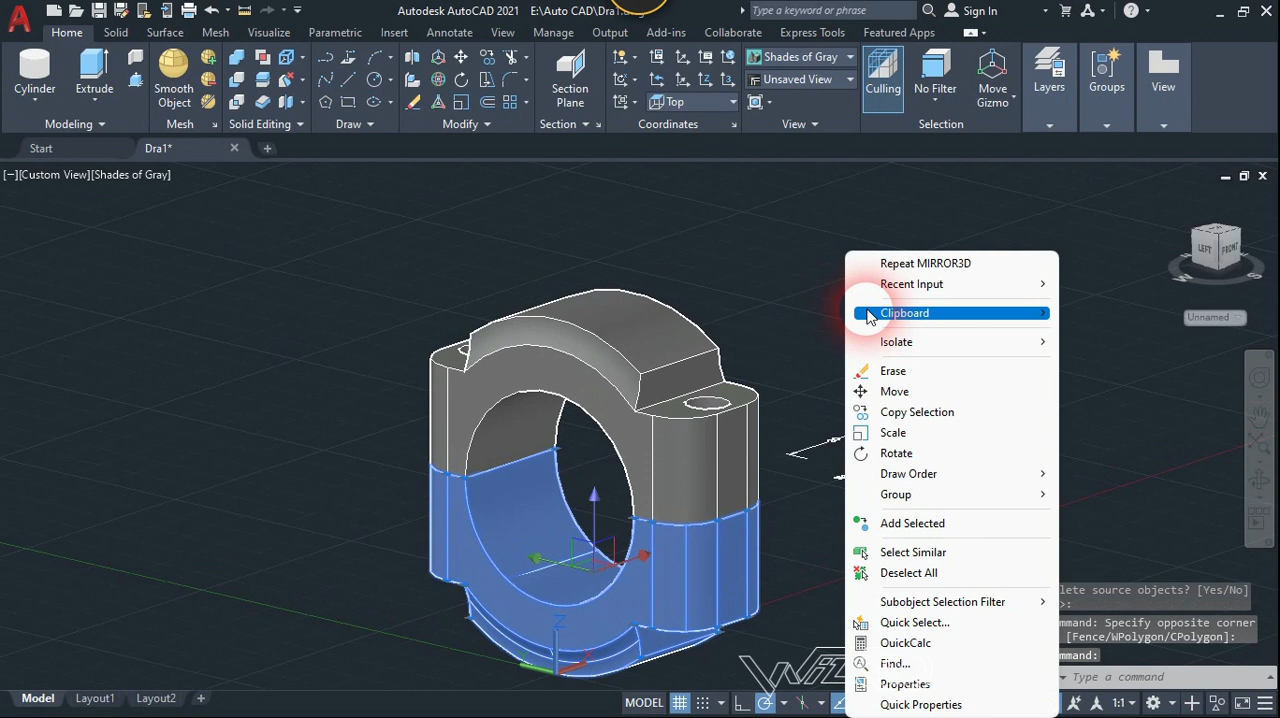 Autodesk AutoCAD 2021 E:\Auto CAD\Dra1.
Type a keyword or phrase
Sign In
Home Solid Surface Mesh Visualize Parametric Insert Annotate View Manage Output Add-ins Collaborate Express Tools Featured Apps
Cylinder
Extrude
Smooth Object
Section Plane
Top
Shades of Gray
Unsaved View
Culling
No Filter
Move Gizmo
Layers
Groups
View
Modeling
Mesh
Solid Editing
Draw
Modify
Section
Coordinates
View
Selection
Start
Dra1*
[−][Custom View][Shades of Gray]
LEFT
FRONT
W
S
Unnamed
Repeat MIRROR3D
Recent Input
Clipboard
Isolate
Erase
Move
Copy Selection
Scale
Rotate
Draw Order
Group
Add Selected
Select Similar
Deselect All
Subobject Selection Filter
Quick Select...
QuickCalc
Find...
Properties
Quick Properties
lete source objects? [Yes/No]
>:
mmand: Specify opposite corner
[Fence/WPolygon/CPolygon]:
mmand:
Type a command
Z
Model
Layout1
Layout2
MODEL
1:1